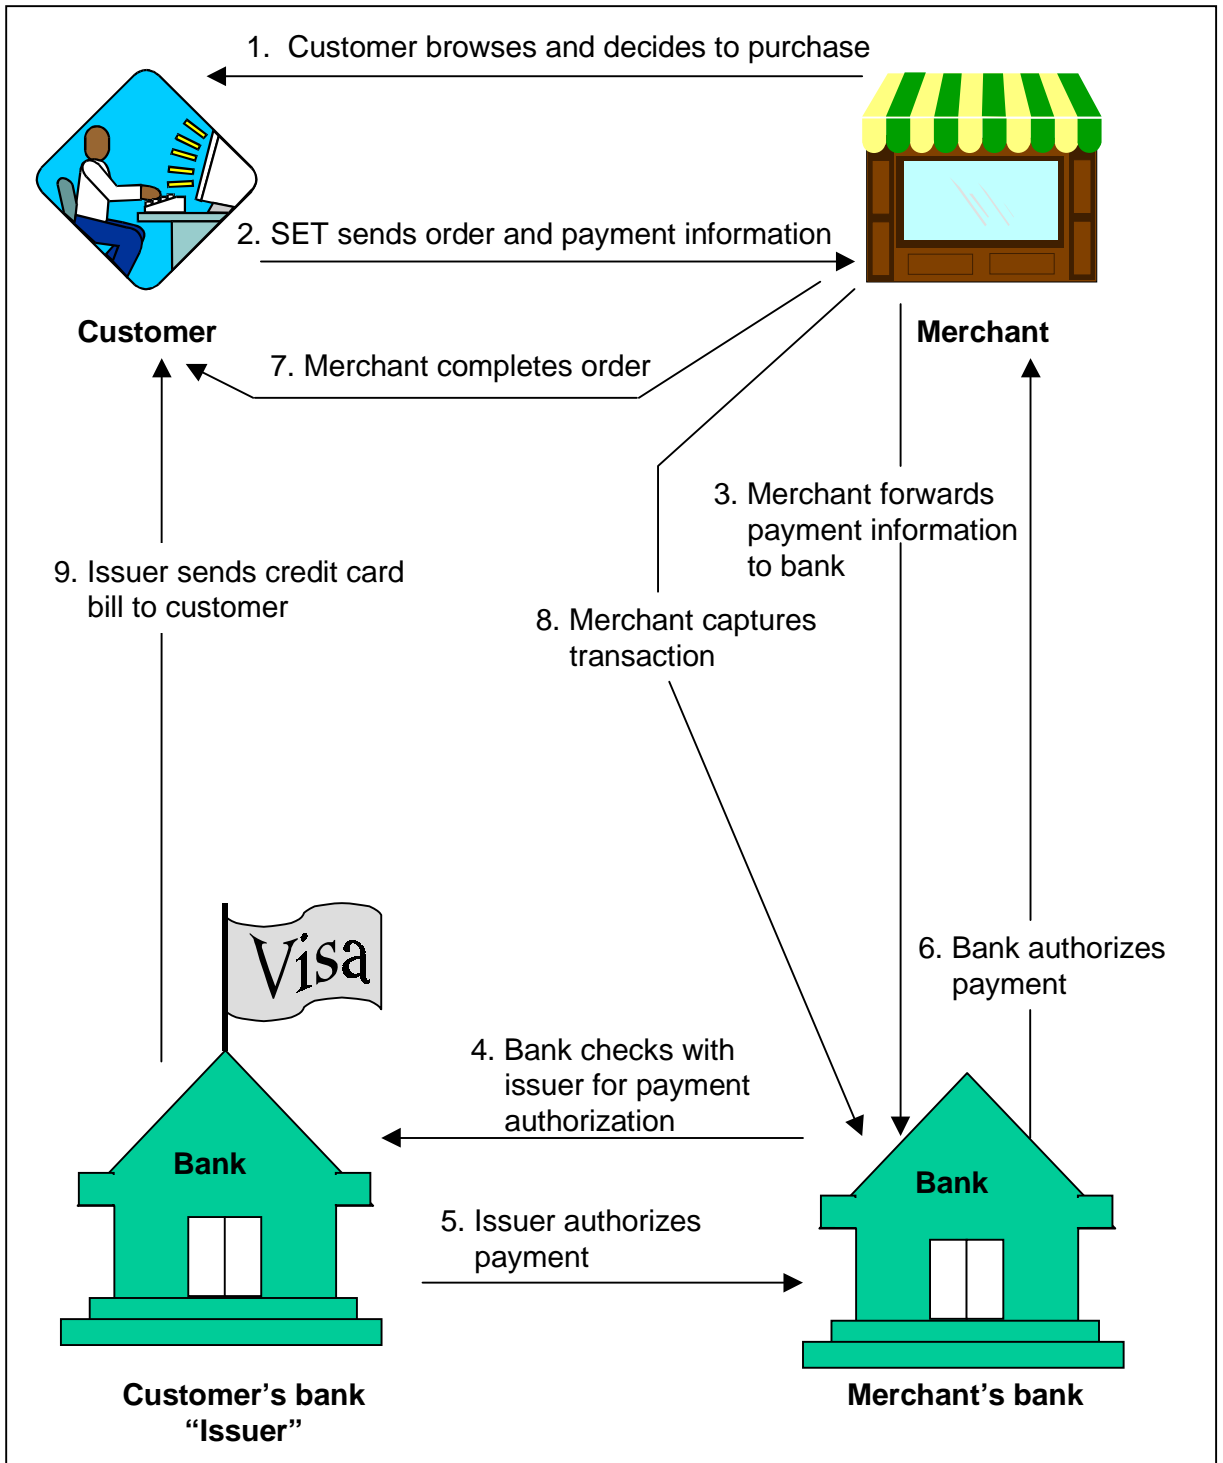 1. Customer browses and decides to purchase
2. SET sends order and payment information
Customer
Merchant
7. Merchant completes order
3. Merchant forwards
payment information
to bank
9. Issuer sends credit card
bill to customer
8. Merchant captures
transaction
Visa
6. Bank authorizes
payment
4. Bank checks with
issuer for payment
authorization
Bank
Bank
5. Issuer authorizes
payment
Customer’s bank
“Issuer”
Merchant’s bank